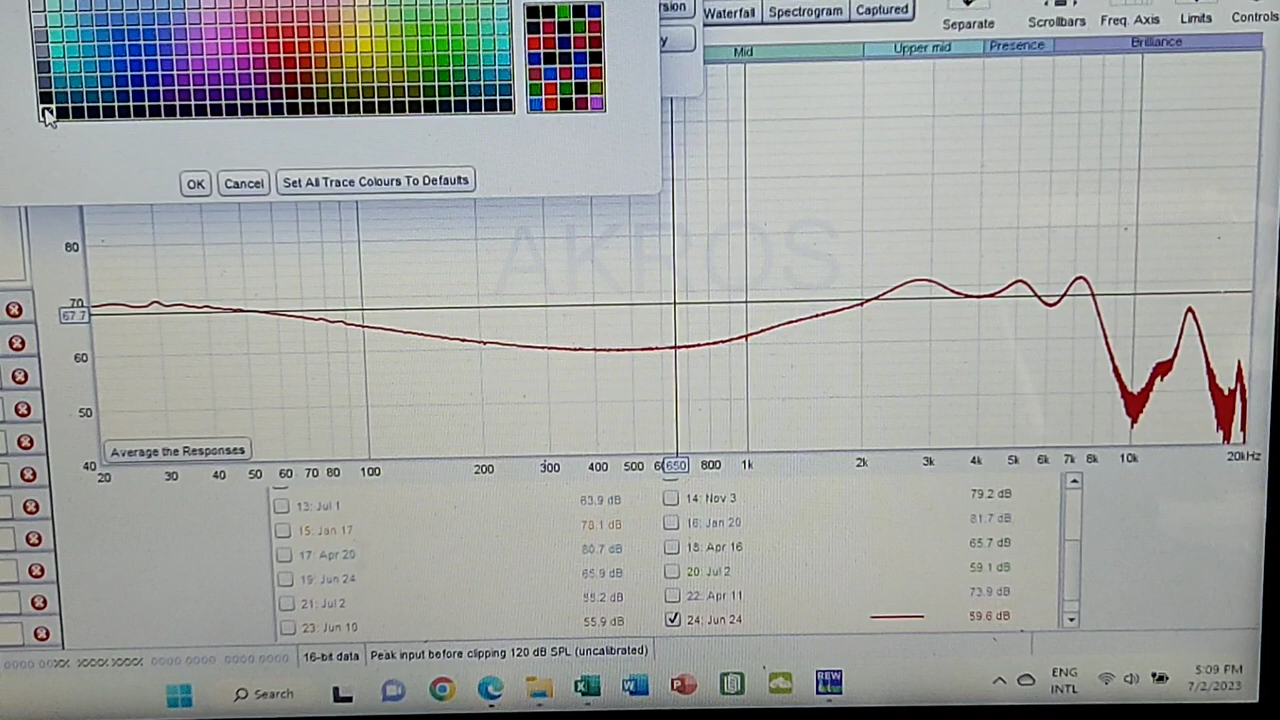 sion Waterfall Spectrogram Captured
Separate Scrollbars Freq. Axis Limits Controls
y
Mid Upper mid Presence Brilliance
OK Cancel Set All Trace Colours To Defaults
AKROS
80
70
67.7
60
50
Average the Responses
40
20 30 40 50 60 70 80 100 200 300 400 500 650 800 1k 2k 3k 4k 5k 6k 7k 8k 10k 20kHz
13: Jul 1 63.9 dB 14: Nov 3 79.2 dB
15: Jan 17 78.1 dB 16: Jan 20 81.7 dB
17: Apr 20 80.7 dB 18: Apr 16 65.7 dB
19: Jun 24 65.9 dB 20: Jul 2 59.1 dB
21: Jul 2 22: Apr 11 73.9 dB
23: Jun 10 55.9 dB 24: Jun 24 59.6 dB
16-bit data Peak input before clipping 120 dB SPL (uncalibrated)
Search
REW
ENG
INTL
5:09 PM
7/2/2023